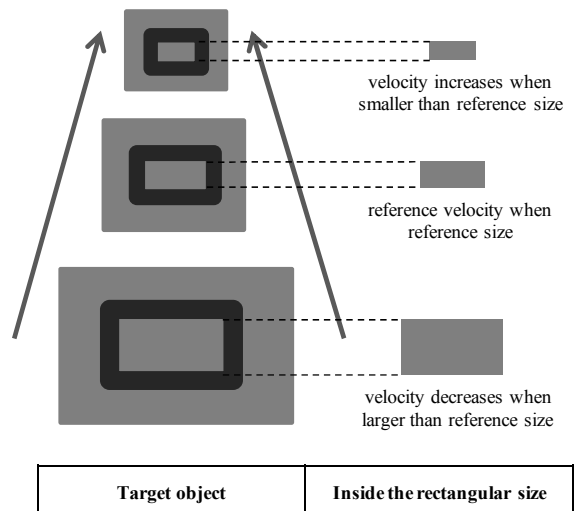 velocity increases when
smaller than reference size
reference velocity when
reference size
velocity decreases when
larger than reference size
Target object
Inside the rectangular size